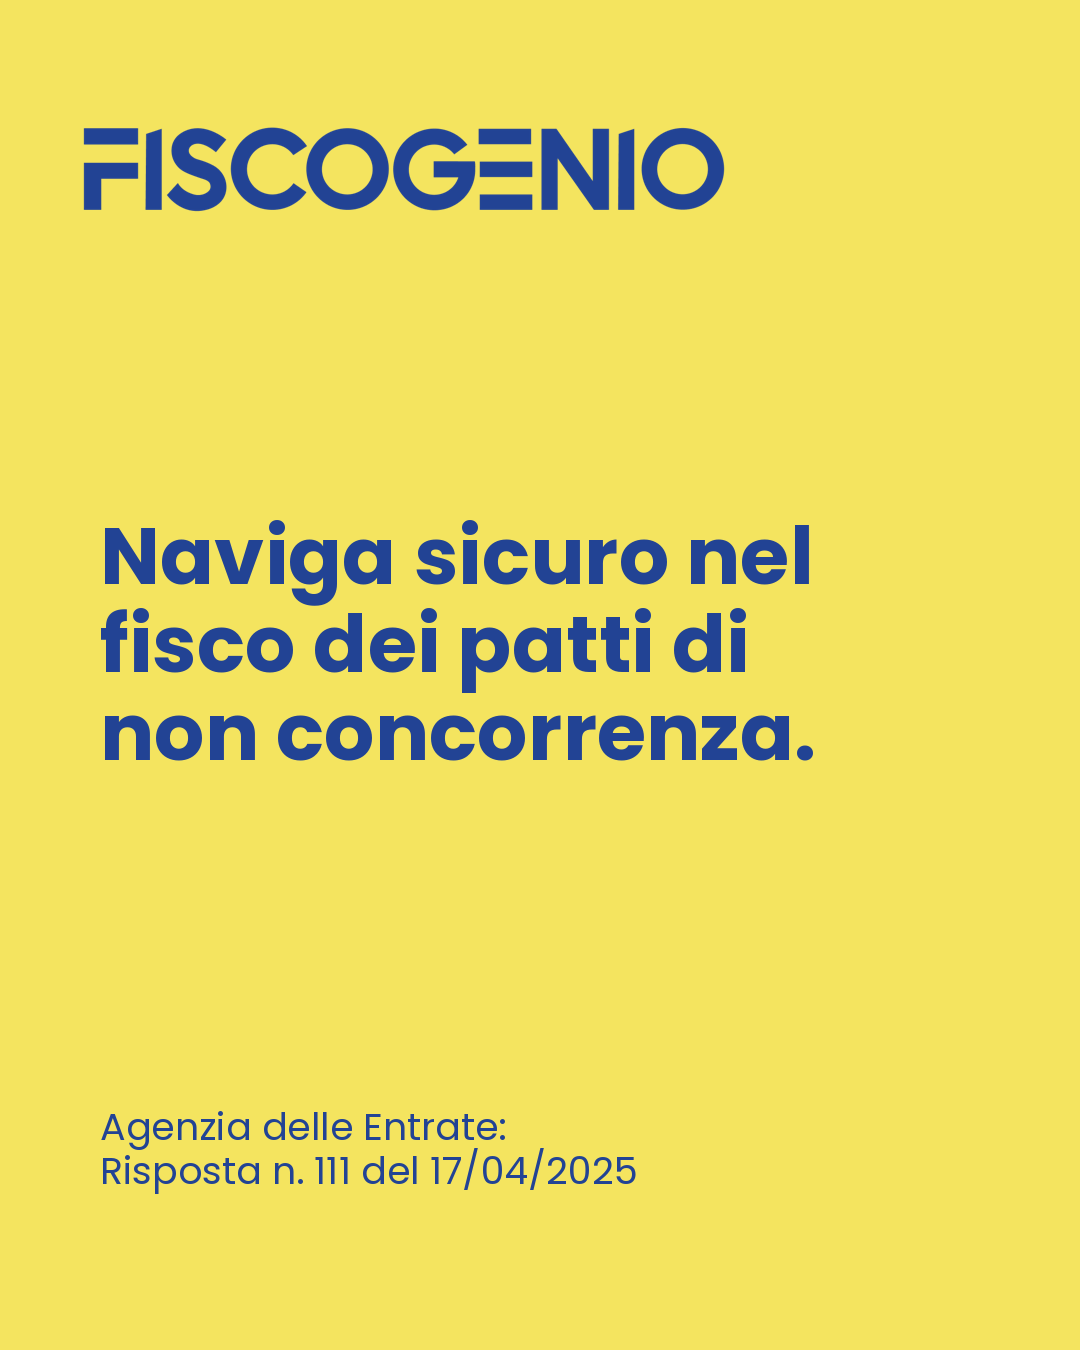 FISCOGENIO
Naviga sicuro nel
fisco dei patti di
non concorrenza.
Agenzia delle Entrate:
Risposta n. 111 del 17/04/2025